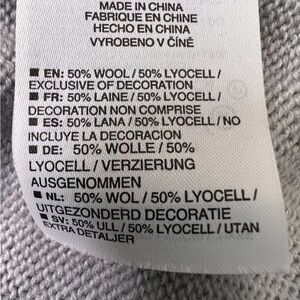 MADE IN CHINA
FABRIQUE EN CHINE
HECHO EN CHINA
VYROBENO V ČÍNĚ
■ EN: 50% WOOL / 50% LYOCELL /
EXCLUSIVE OF DECORATION
■ FR: 50% LAINE / 50% LYOCELL /
DECORATION NON COMPRISE
■ ES: 50% LANA / 50% LYOCELL / NO
INCLUYE LA DECORACION
■ DE: 50% WOLLE / 50%
LYOCELL / VERZIERUNG
AUSGENOMMEN
■ NL: 50% WOL / 50% LYOCELL /
UITGEZONDERD DECORATIE
■ SV: 50% ULL / 50% LYOCELL / UTAN
EXTRA DETALJER